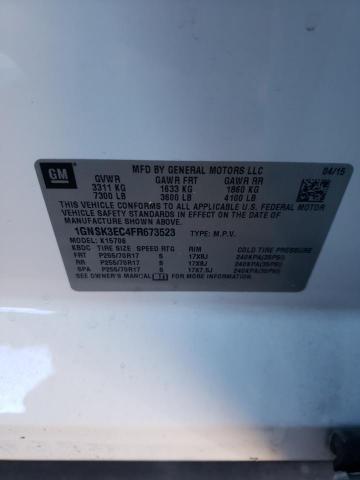 MFD BY GENERAL MOTORS LLC 04/15
GM GVWR GAWR FRT GAWR RR
3311 KG 1633 KG 1860 KG
7300 LB 3600 LB 4100 LB
THIS VEHICLE CONFORMS TO ALL APPLICABLE U.S. FEDERAL MOTOR
VEHICLE SAFETY STANDARDS IN EFFECT ON THE DATE OF
MANUFACTURE SHOWN ABOVE.
1GNSK3EC4FR673523 TYPE: M.P.V.
MODEL: K15706
KBDC TIRE SIZE SPEED RTG RIM COLD TIRE PRESSURE
FRT P255/70R17 S 17X8J 240KPA(35PSI)
RR P255/70R17 S 17X8J 240KPA(35PSI)
SPA P255/70R17 S 17X7.5J 240KPA(35PSI)
SEE OWNER'S MANUAL FOR MORE INFORMATION.